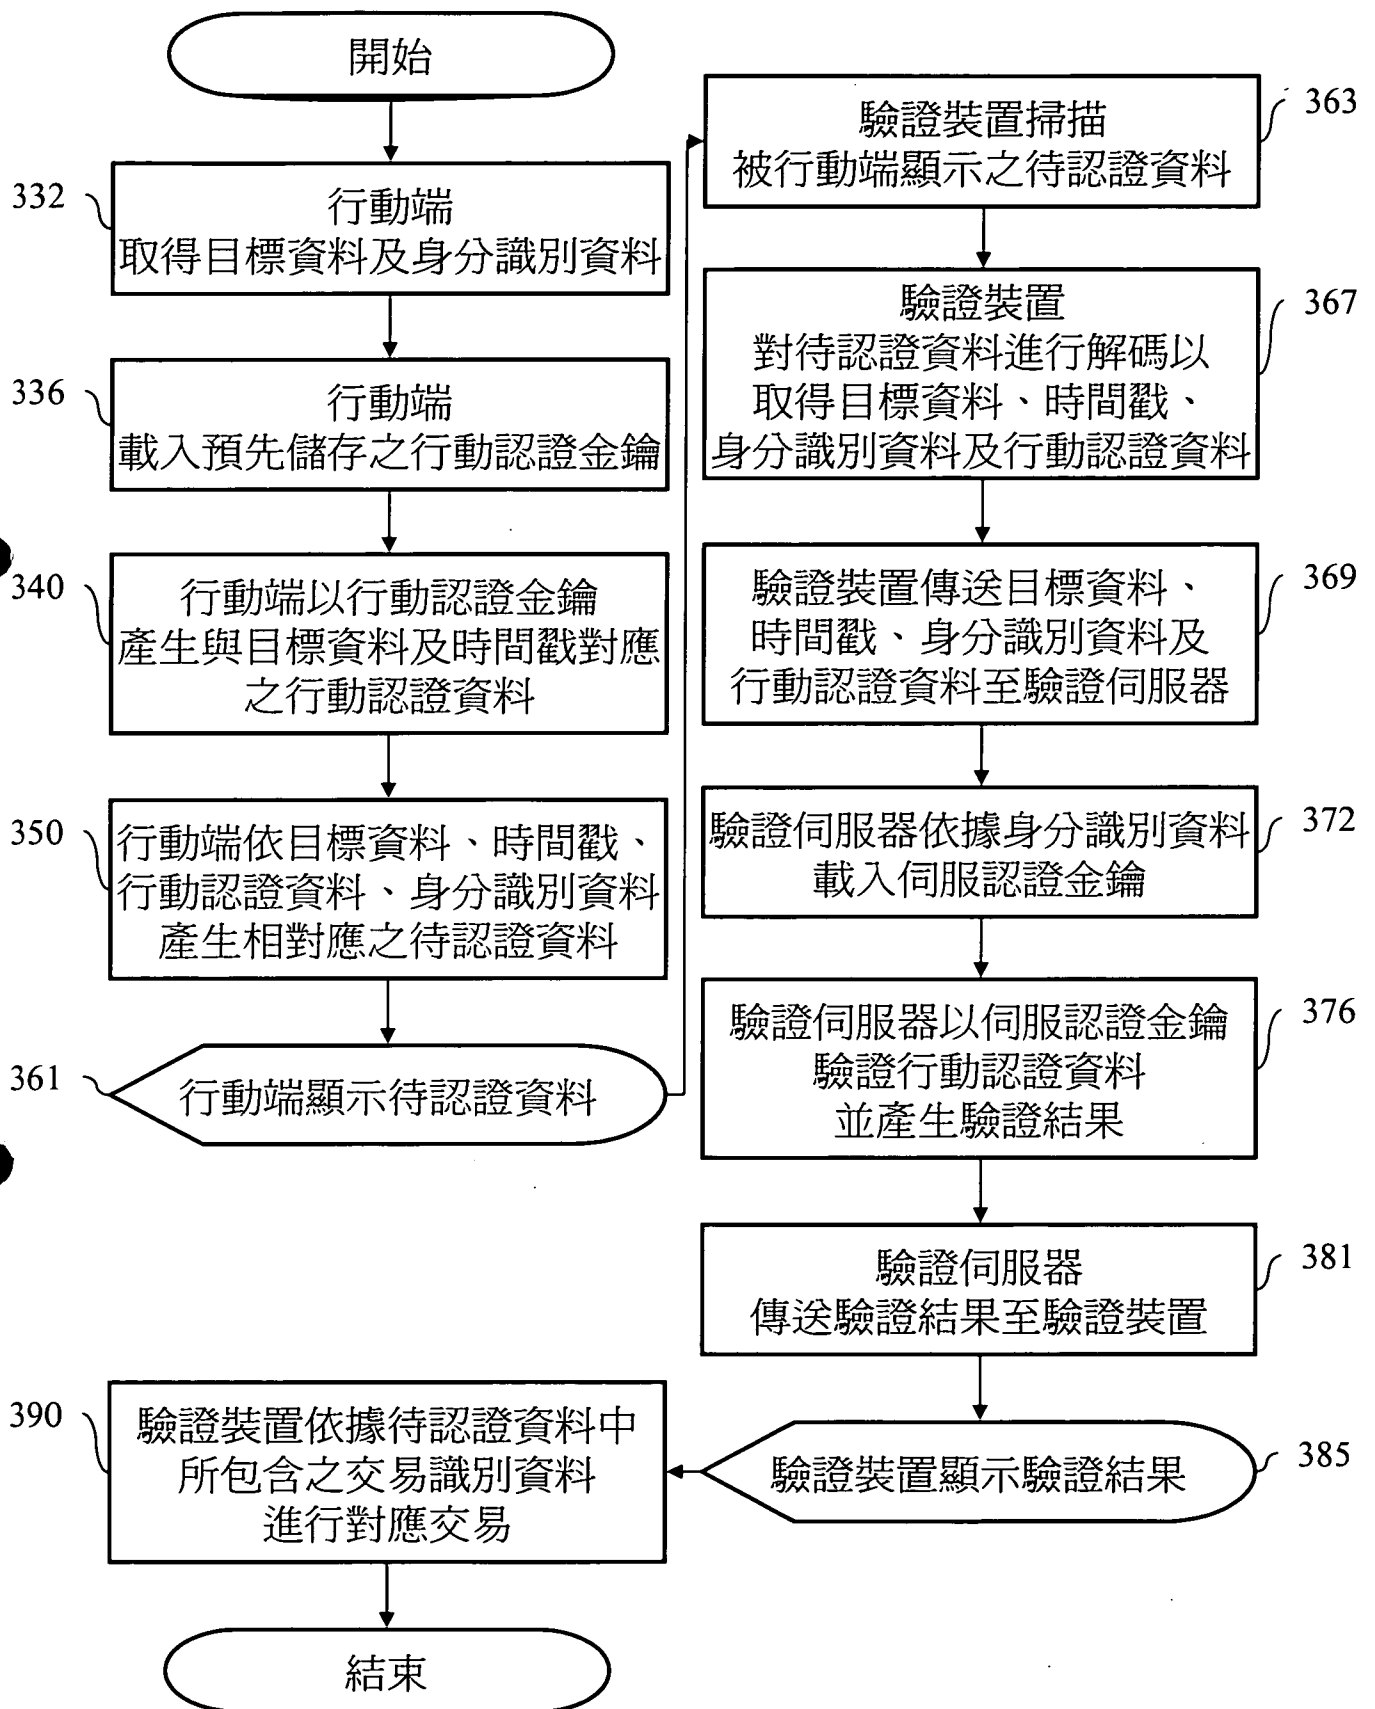 開始
332
行動端
取得目標資料及身分識別資料
336
行動端
載入預先儲存之行動認證金鑰
340
行動端以行動認證金鑰
產生與目標資料及時間戳對應
之行動認證資料
350
行動端依目標資料、時間戳、
行動認證資料、身分識別資料
產生相對應之待認證資料
361
行動端顯示待認證資料
363
驗證裝置掃描
被行動端顯示之待認證資料
367
驗證裝置
對待認證資料進行解碼以
取得目標資料、時間戳、
身分識別資料及行動認證資料
369
驗證裝置傳送目標資料、
時間戳、身分識別資料及
行動認證資料至驗證伺服器
372
驗證伺服器依據身分識別資料
載入伺服認證金鑰
376
驗證伺服器以伺服認證金鑰
驗證行動認證資料
並產生驗證結果
381
驗證伺服器
傳送驗證結果至驗證裝置
385
驗證裝置顯示驗證結果
390
驗證裝置依據待認證資料中
所包含之交易識別資料
進行對應交易
結束